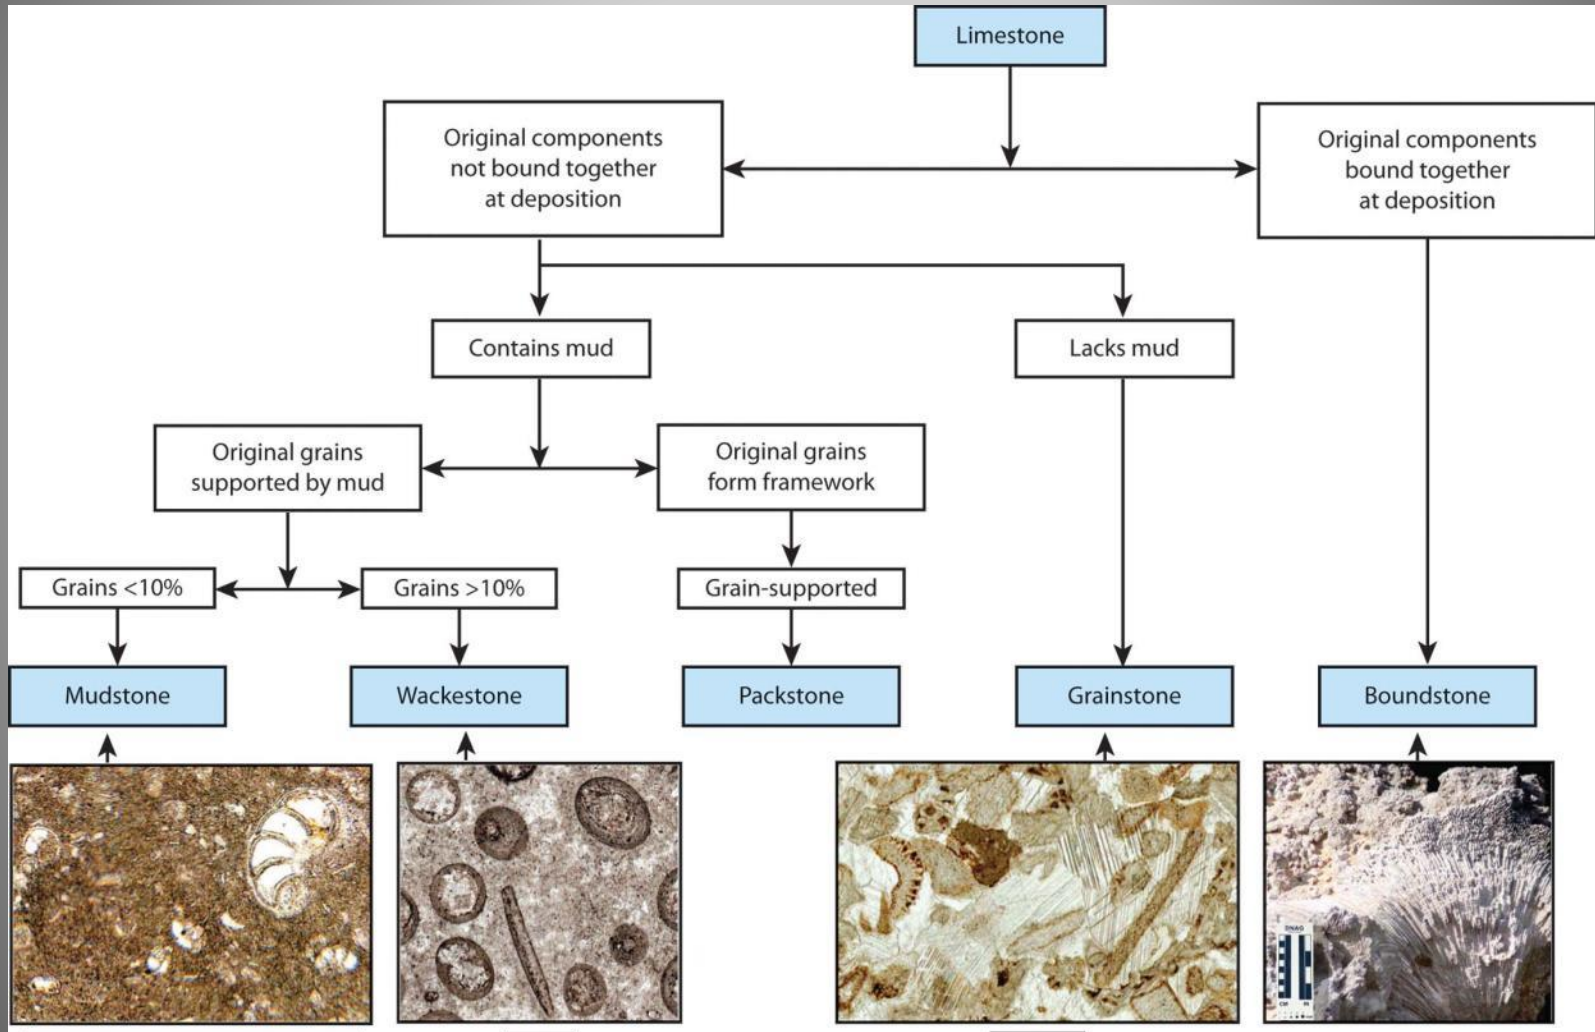 Limestone
Original components
not bound together
at deposition
Original components
bound together
at deposition
Contains mud
Lacks mud
Original grains
supported by mud
Original grains
form framework
Grains <10%
Grains >10%
Grain-supported
Mudstone
Wackestone
Packstone
Grainstone
Boundstone
DNAG
CM